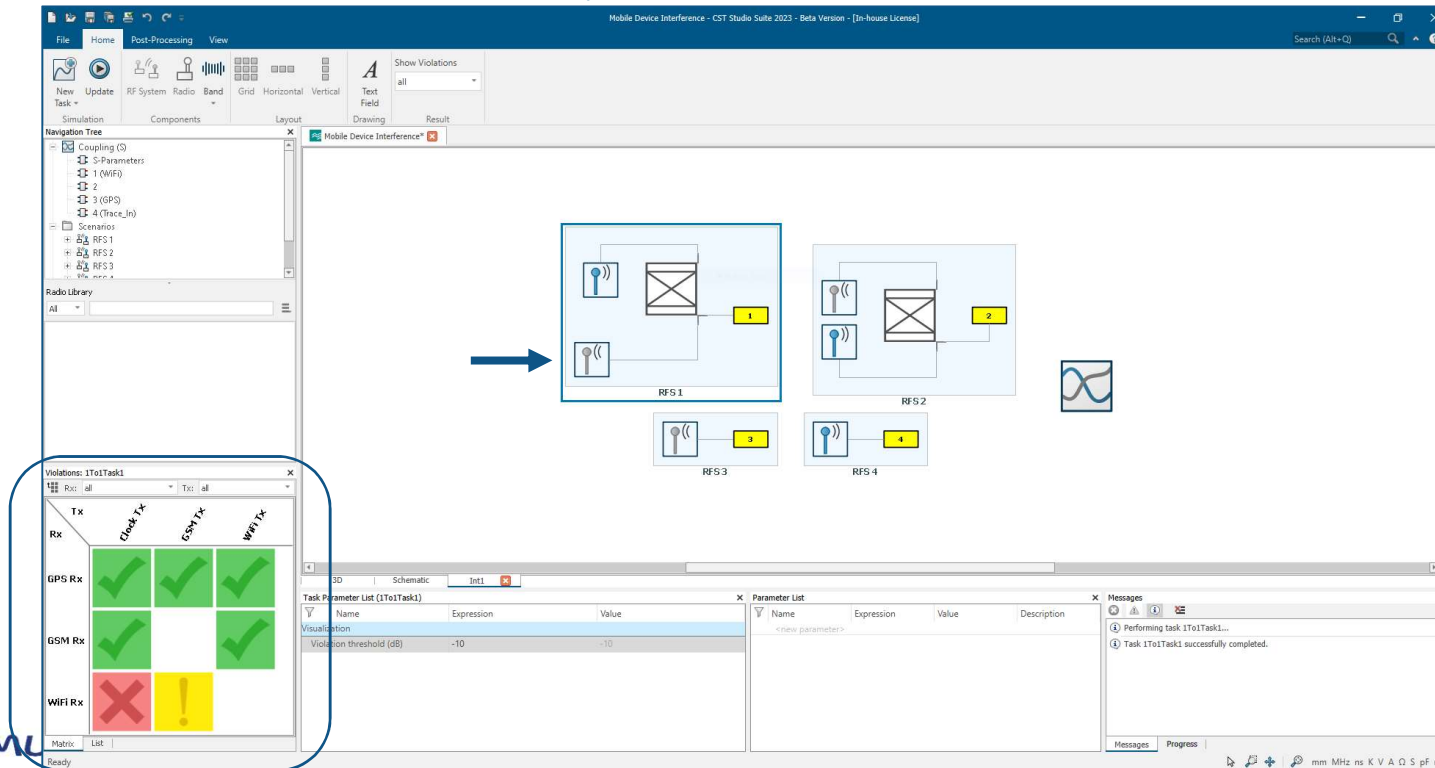 Mobile Device Interference - CST Studio Suite 2023 - Beta Version - [In-house License]
File Home Post-Processing View
Search (Alt+Q)
New Task
Update
RF System
Radio
Band
Grid
Horizontal
Vertical
Text Field
Show Violations
all
Simulation
Components
Layout
Drawing
Result
Navigation Tree
Coupling (S)
S-Parameters
1 (WiFi)
2
3 (GPS)
4 (Trace_In)
Scenarios
RFS 1
RFS 2
RFS 3
Radio Library
All
Mobile Device Interference*
1
RFS 1
2
RFS 2
3
RFS 3
4
RFS 4
Violations: 1To1Task1
Rx: all Tx: all
Tx
Rx
Clock Tx
GSM Tx
WiFi Tx
GPS Rx
GSM Rx
WiFi Rx
Matrix List
Ready
3D Schematic Int1
Task Parameter List (1To1Task1)
Name Expression Value
Visualization
Violation threshold (dB) -10 -10
Parameter List
Name Expression Value Description
<new parameter>
Messages
Performing task 1To1Task1...
Task 1To1Task1 successfully completed.
Messages Progress
mm MHz ns K V A Ω S pF